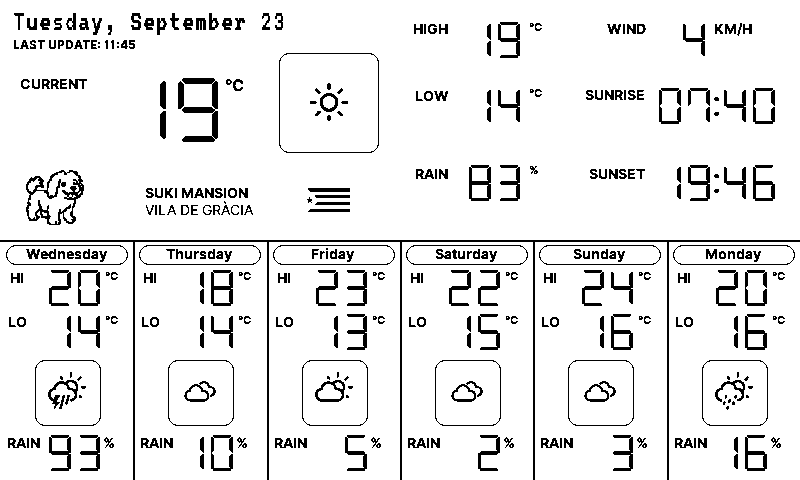 Tuesday, September 23
LAST UPDATE: 11:45
CURRENT 19 °C
SUKI MANSION
VILA DE GRÀCIA
HIGH 19 °C
LOW 14 °C
RAIN 83 %
WIND 4 KM/H
SUNRISE 07:40
SUNSET 19:46
Wednesday
HI 20 °C
LO 14 °C
RAIN 93 %
Thursday
HI 18 °C
LO 14 °C
RAIN 10 %
Friday
HI 23 °C
LO 13 °C
RAIN 5 %
Saturday
HI 22 °C
LO 15 °C
RAIN 2 %
Sunday
HI 24 °C
LO 16 °C
RAIN 3 %
Monday
HI 20 °C
LO 16 °C
RAIN 16 %